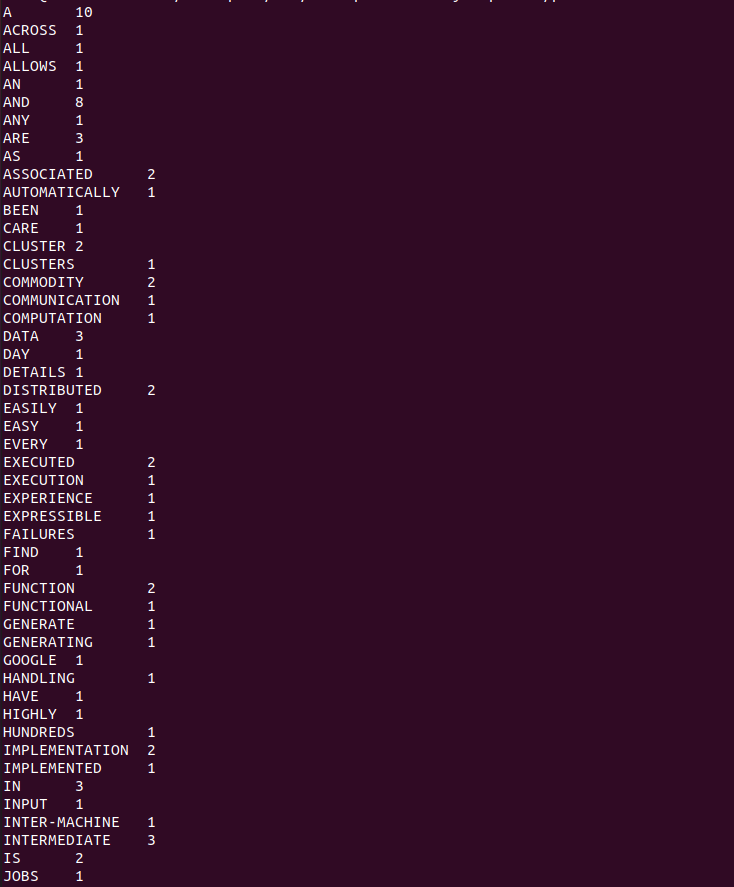 A 10
ACROSS 1
ALL 1
ALLOWS 1
AN 1
AND 8
ANY 1
ARE 3
AS 1
ASSOCIATED 2
AUTOMATICALLY 1
BEEN 1
CARE 1
CLUSTER 2
CLUSTERS 1
COMMODITY 2
COMMUNICATION 1
COMPUTATION 1
DATA 3
DAY 1
DETAILS 1
DISTRIBUTED 2
EASILY 1
EASY 1
EVERY 1
EXECUTED 2
EXECUTION 1
EXPERIENCE 1
EXPRESSIBLE 1
FAILURES 1
FIND 1
FOR 1
FUNCTION 2
FUNCTIONAL 1
GENERATE 1
GENERATING 1
GOOGLE 1
HANDLING 1
HAVE 1
HIGHLY 1
HUNDREDS 1
IMPLEMENTATION 2
IMPLEMENTED 1
IN 3
INPUT 1
INTER-MACHINE 1
INTERMEDIATE 3
IS 2
JOBS 1